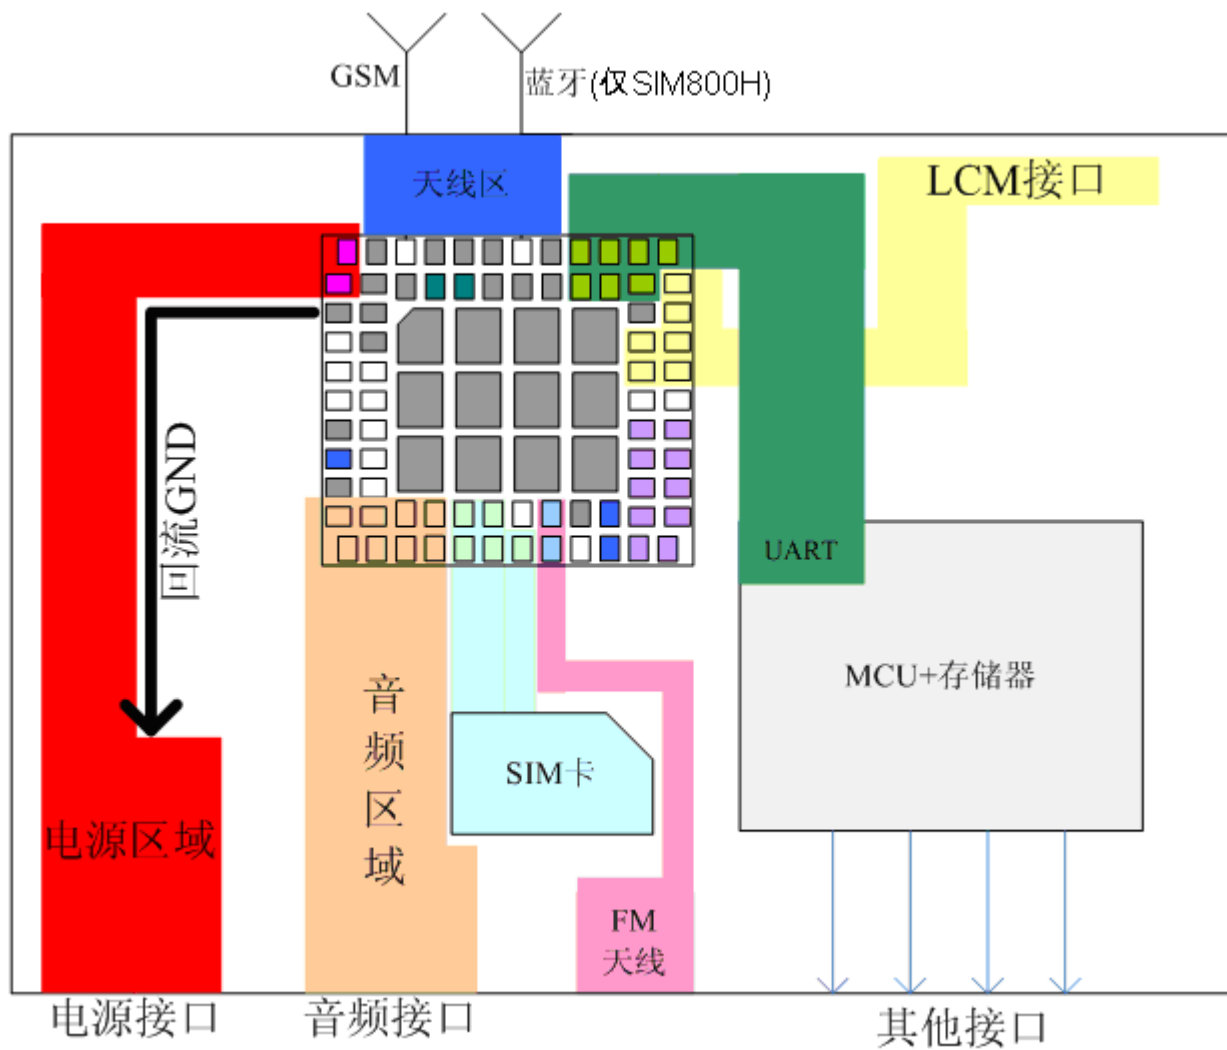 GSM
蓝牙(仅SIM800H)
天线区
LCM接口
回流GND
UART
MCU+存储器
音频区域
SIM卡
电源区域
FM
天线
电源接口
音频接口
其他接口